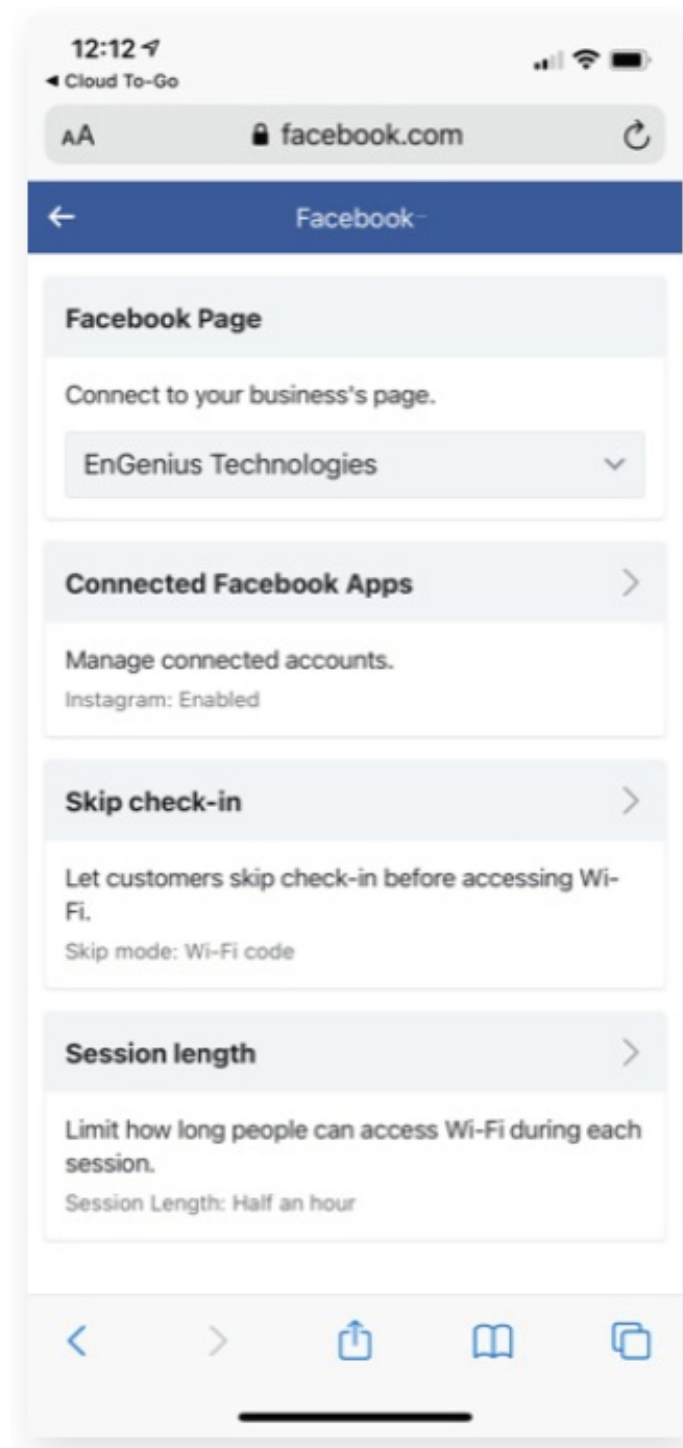 12:12
Cloud To-Go
AA facebook.com
Facebook
Facebook Page
Connect to your business's page.
EnGenius Technologies
Connected Facebook Apps
Manage connected accounts.
Instagram: Enabled
Skip check-in
Let customers skip check-in before accessing Wi-
Fi.
Skip mode: Wi-Fi code
Session length
Limit how long people can access Wi-Fi during each
session.
Session Length: Half an hour